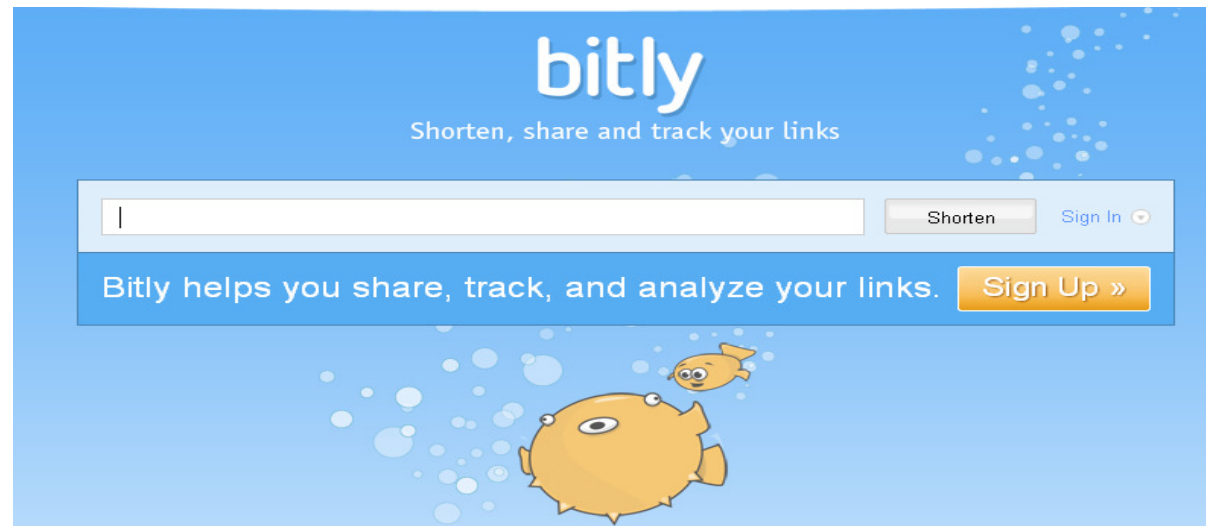 bitly
Shorten, share and track your links
Shorten
Sign In
Bitly helps you share, track, and analyze your links.
Sign Up »